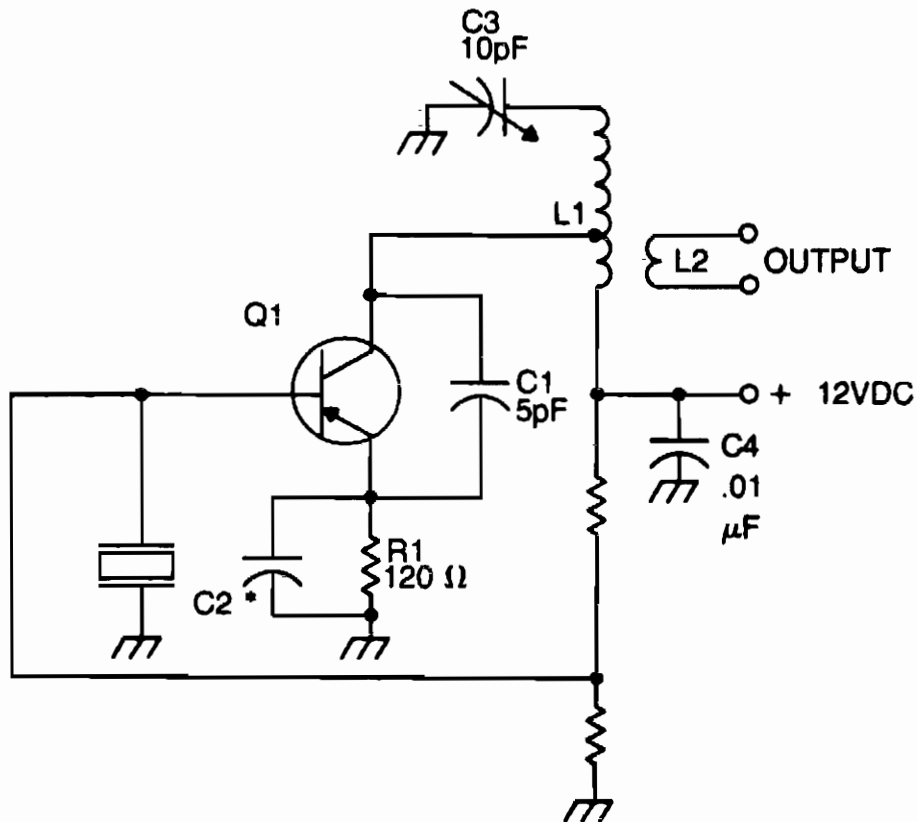 C3
10pF
L1
L2 OUTPUT
Q1
C1
5pF
+ 12VDC
C4
.01
μF
R1
120 Ω
C2 *